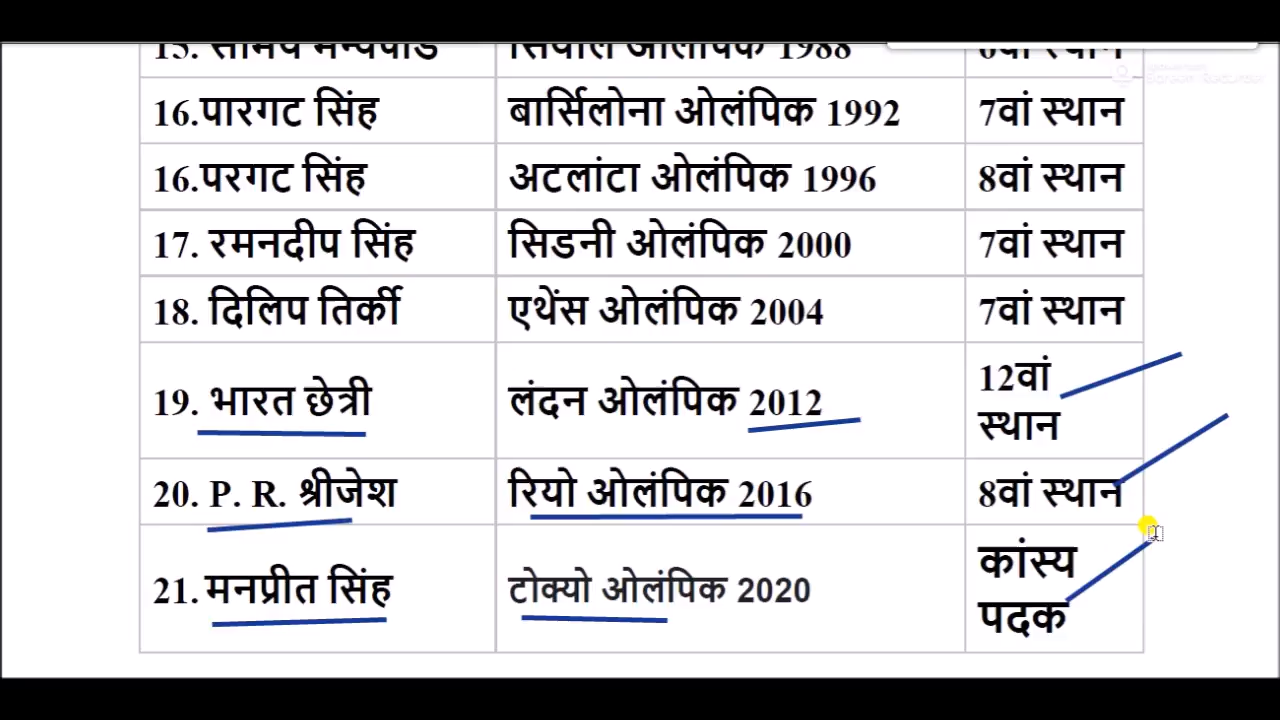 1988
16.पारगट सिंह बार्सिलोना ओलंपिक 1992 7वां स्थान
16.परगट सिंह अटलांटा ओलंपिक 1996 8वां स्थान
17. रमनदीप सिंह सिडनी ओलंपिक 2000 7वां स्थान
18. दिलिप तिर्की एथेंस ओलंपिक 2004 7वां स्थान
19. भारत छेत्री लंदन ओलंपिक 2012 12वां
स्थान
20. P. R. श्रीजेश रियो ओलंपिक 2016 8वां स्थान
21. मनप्रीत सिंह टोक्यो ओलंपिक 2020 कांस्य
पदक